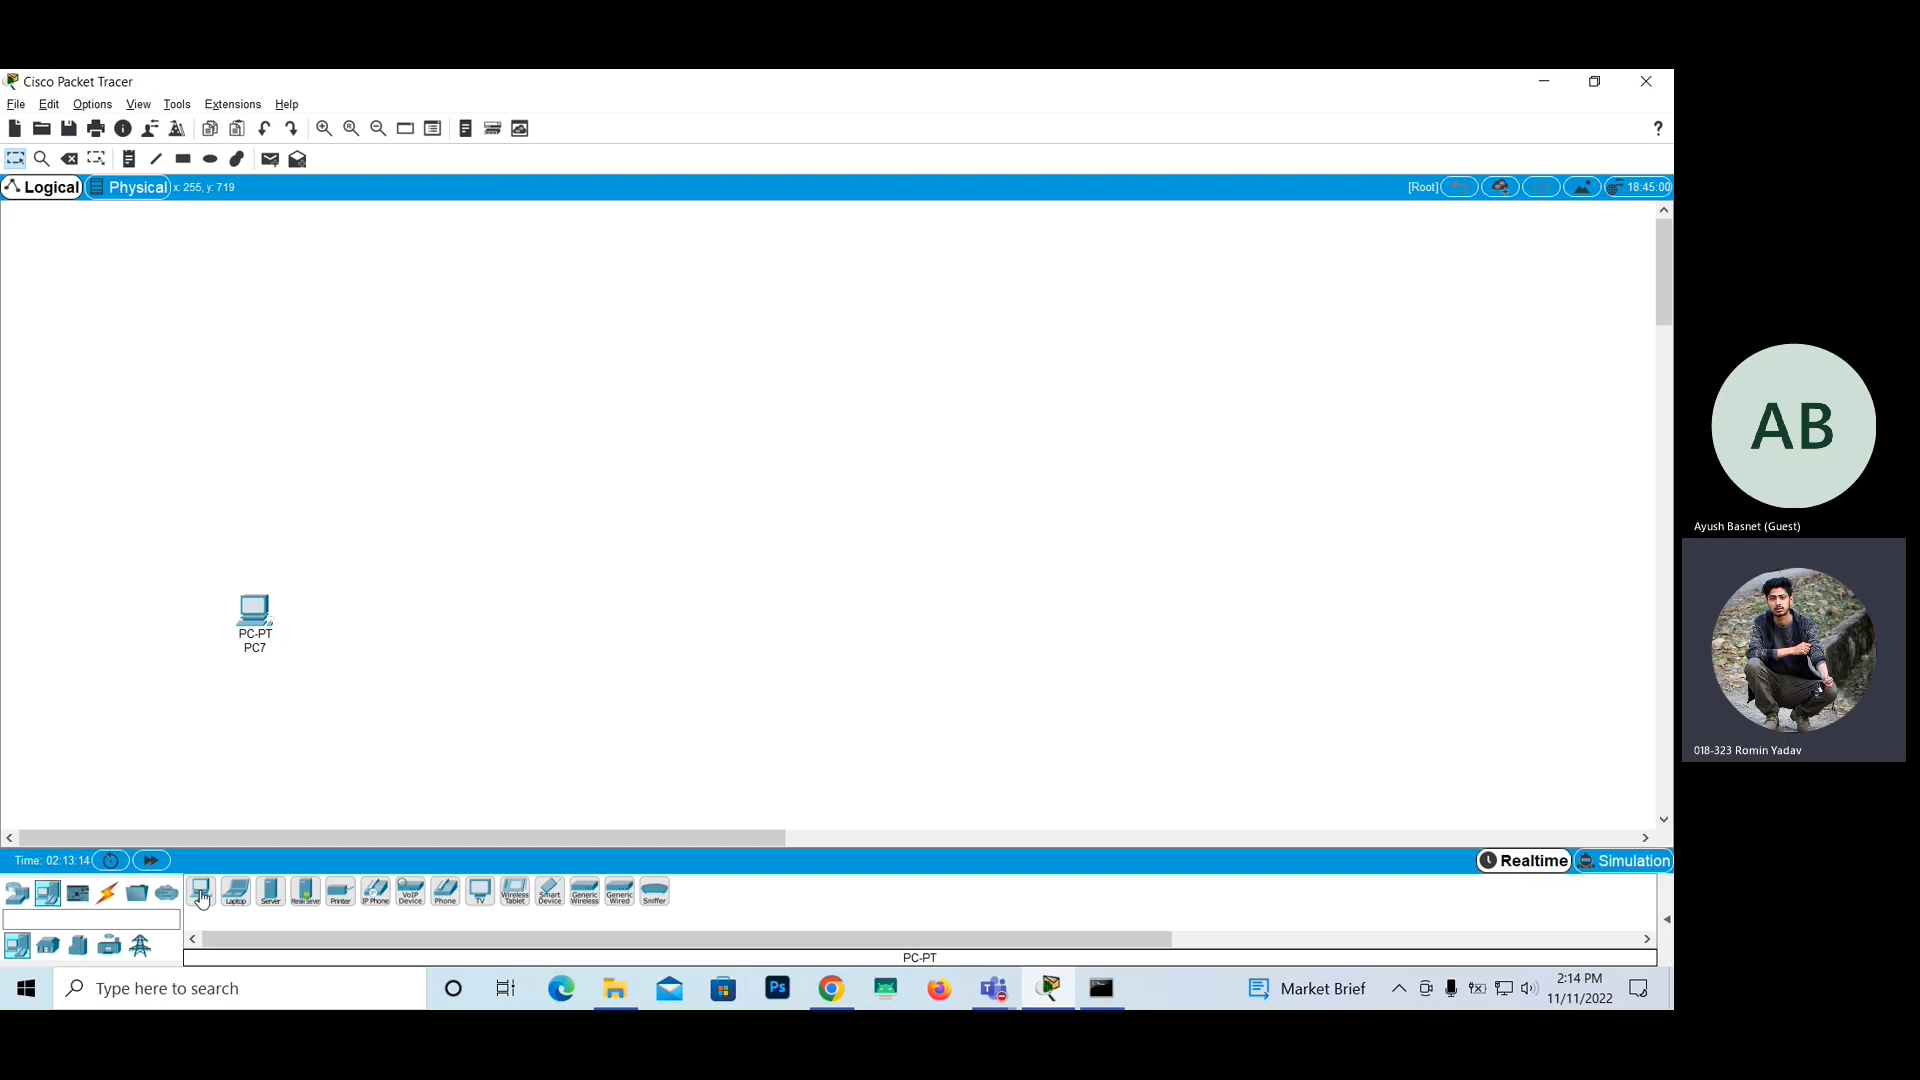 Cisco Packet Tracer
File Edit Options View Tools Extensions Help
?
Logical Physical x: 255, y: 719 [Root] 18:45:00
PC-PT
PC7
Time: 02:13:14 Realtime Simulation
Laptop Server Meraki Server Printer IP Phone VoIP Device Phone TV Wireless Tablet Smart Device Generic Wireless Generic Wired Sniffer
PC-PT
Type here to search Ps Market Brief 2:14 PM
11/11/2022
AB
Ayush Basnet (Guest)
018-323 Romin Yadav